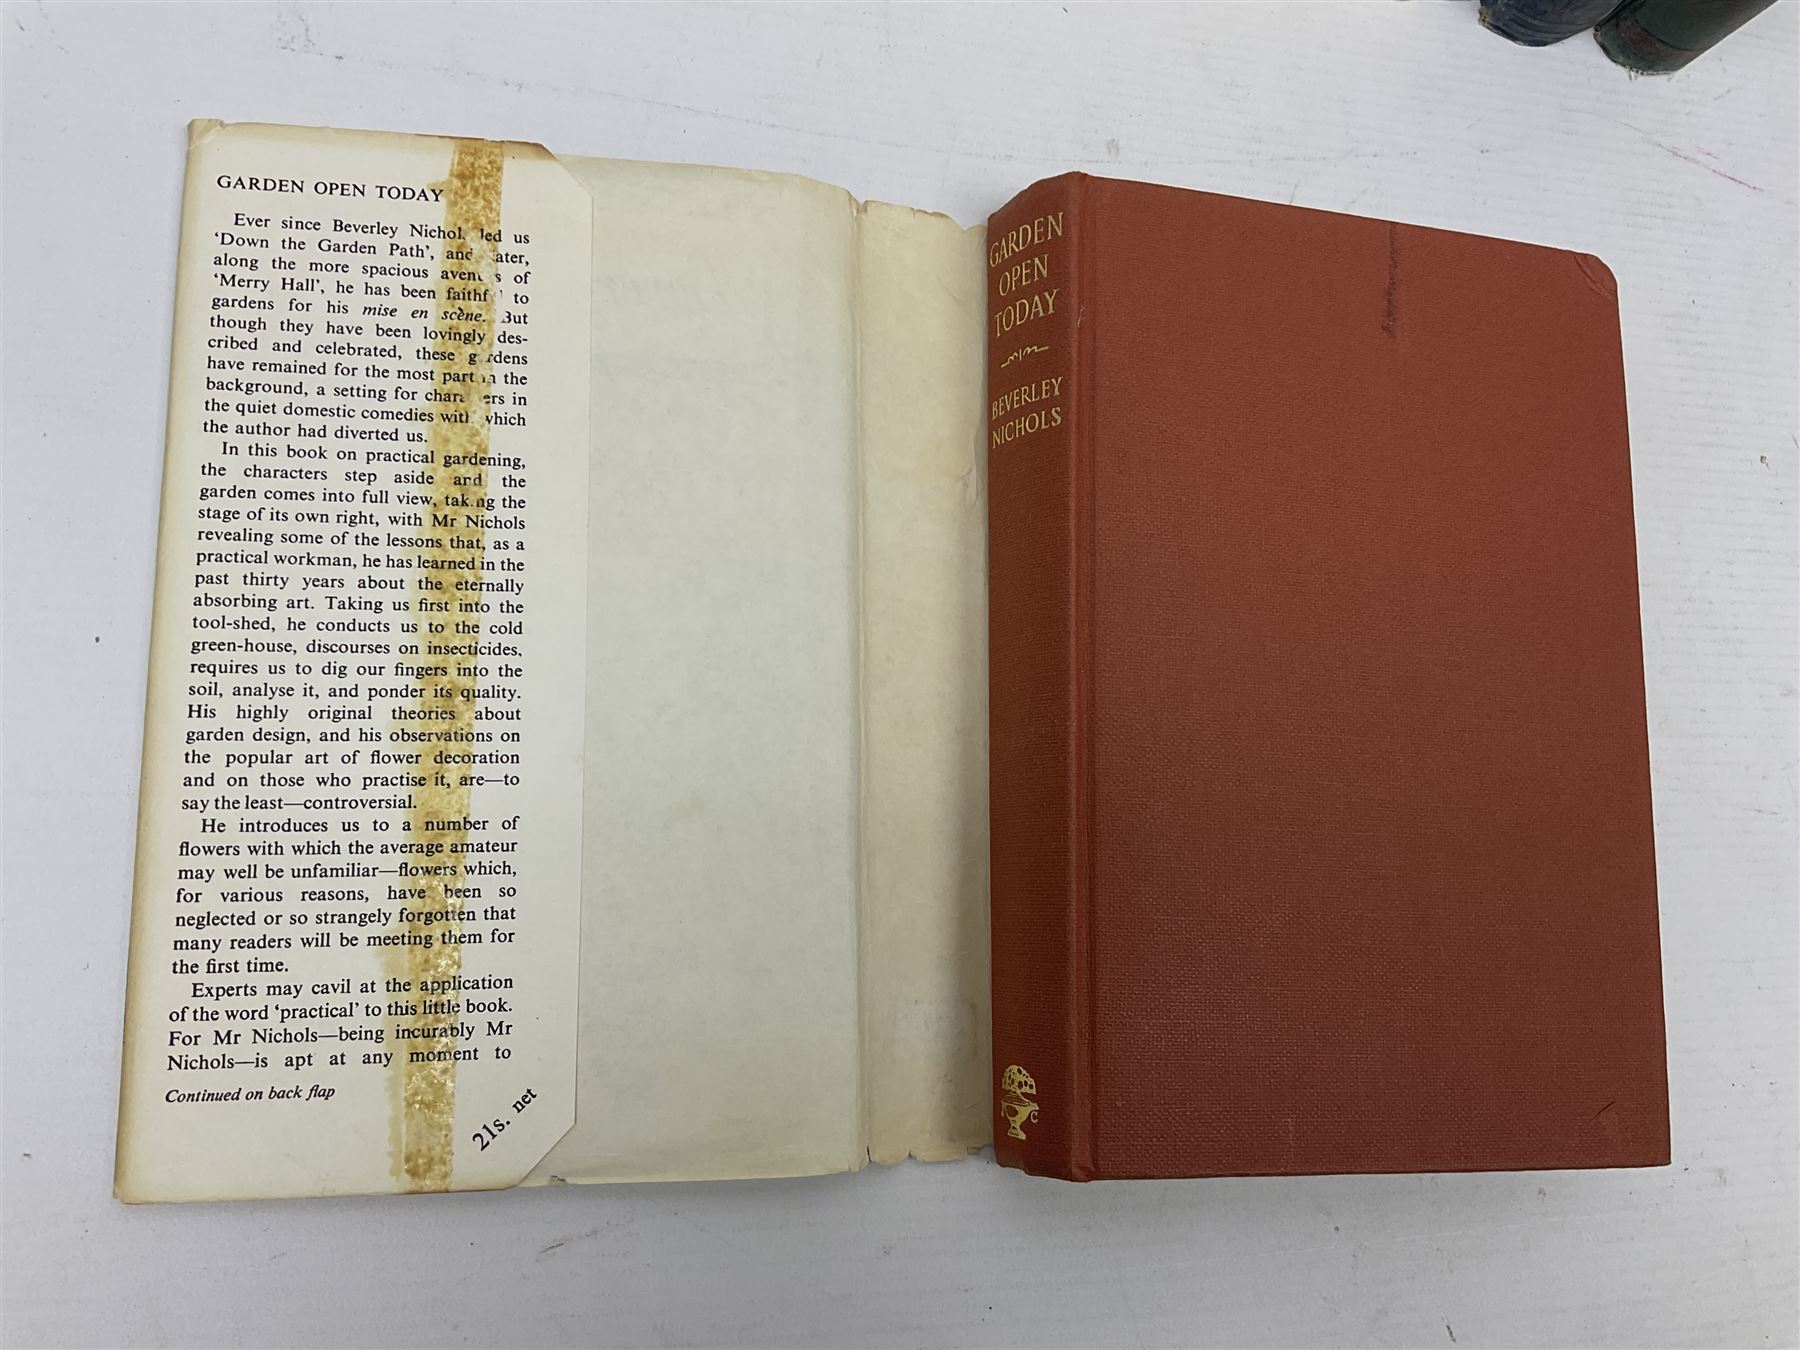 GARDEN OPEN TODAY
Ever since Beverley led us
'Down the Garden Path', and
along the more spacious of
'Merry Hall', he has been to
gardens for his mise en scène.
though they have been lovingly des-
cribed and celebrated, these
have remained for the most part the
background, a setting for in
the quiet domestic comedies
the author had diverted us.
In this book on practical gardening,
the characters step aside and the
garden comes into full view, the
stage of its own right, with Mr Nichols
revealing some of the lessons that, as a
practical workman, he has learned in the
past thirty years about the eternally
absorbing art. Taking us first into the
tool-shed, he conducts us to the cold
green-house, discourses on insecticides,
requires us to dig our fingers into the
soil, analyse it, and ponder its quality.
His highly original theories about
garden design, and his observations on
the popular art of flower decoration
and on those who practise it, are—to
say the least—controversial.
He introduces us to a number of
flowers with which the average amateur
may well be unfamiliar—flowers which,
for various reasons, have been so
neglected or so strangely forgotten that
many readers will be meeting them for
the first time.
Experts may cavil at the application
of the word 'practical' to this little book.
For Mr Nichols—being incurably Mr
Nichols—is apt at any moment to
Continued on back flap
21s. net
GARDEN
OPEN
TODAY
BEVERLEY
NICHOLS